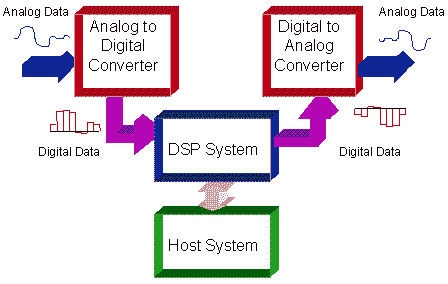 Analog Data
Analog to
Digital
Converter
Digital to
Analog
Converter
Analog Data
Digital Data
DSP System
Digital Data
Host System